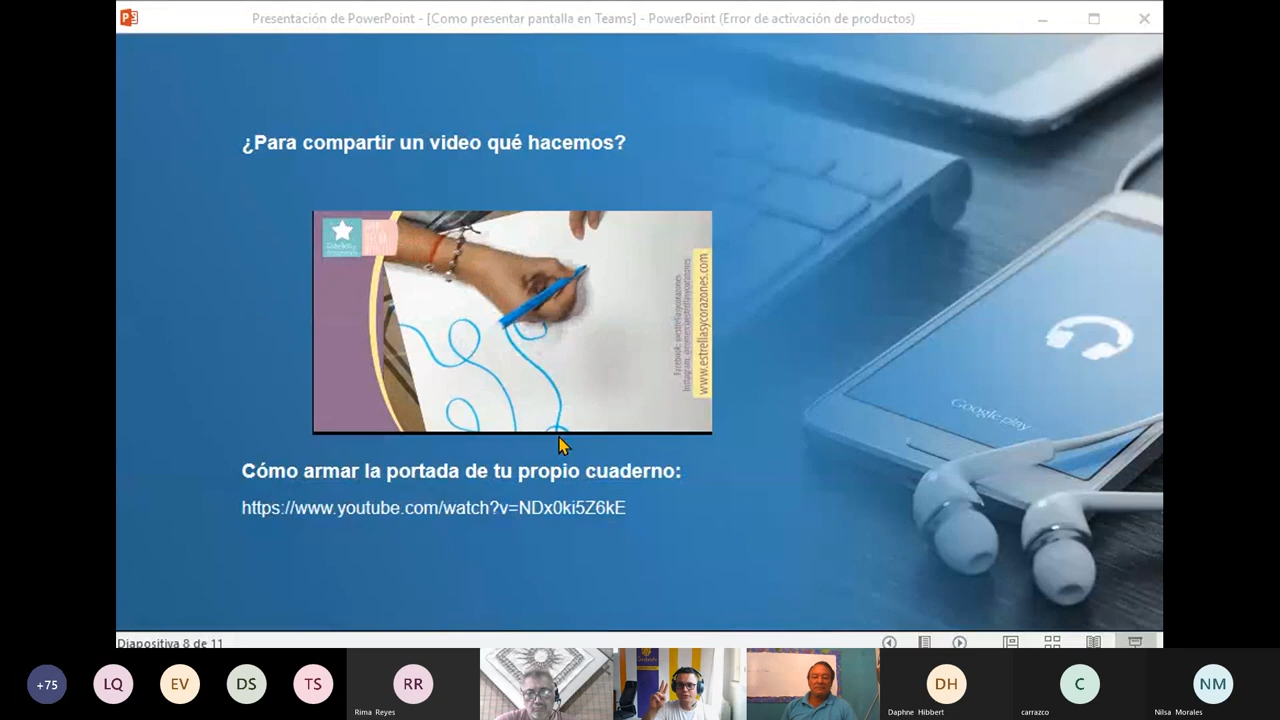 Presentación de PowerPoint - [Como presentar pantalla en Teams] - PowerPoint (Error de activación de productos)
¿Para compartir un video qué hacemos?
www.estrellasycorazones.com
Google play
Cómo armar la portada de tu propio cuaderno:
https://www.youtube.com/watch?v=NDx0ki5Z6kE
Diapositiva 8 de 11
+75
LQ
EV
DS
TS
RR
Rima Reyes
DH
Daphne Hibbert
C
carrazco
NM
Nilsa Morales